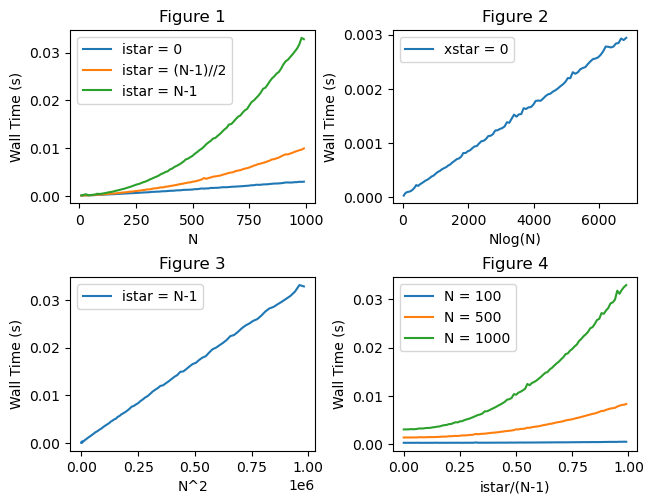 Figure 1
Wall Time (s)
0.03
0.02
0.01
0.00
istar = 0
istar = (N-1)//2
istar = N-1
0
250
500
750
1000
N
Figure 2
Wall Time (s)
0.003
0.002
0.001
0.000
xstar = 0
0
2000
4000
6000
Nlog(N)
Figure 3
Wall Time (s)
0.03
0.02
0.01
0.00
istar = N-1
0.00
0.25
0.50
0.75
1.00
1e6
N^2
Figure 4
Wall Time (s)
0.03
0.02
0.01
0.00
N = 100
N = 500
N = 1000
0.00
0.25
0.50
0.75
1.00
istar/(N-1)